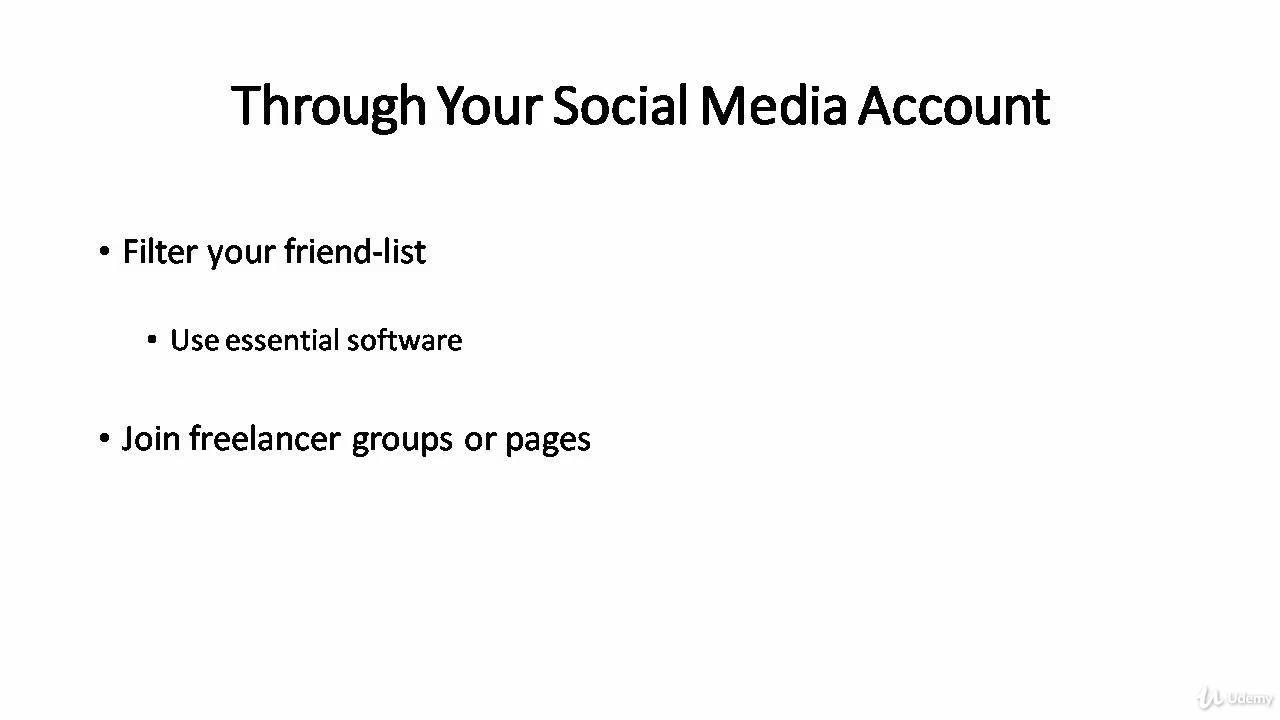 Through Your Social Media Account
• Filter your friend-list
• Use essential software
• Join freelancer groups or pages
Udemy